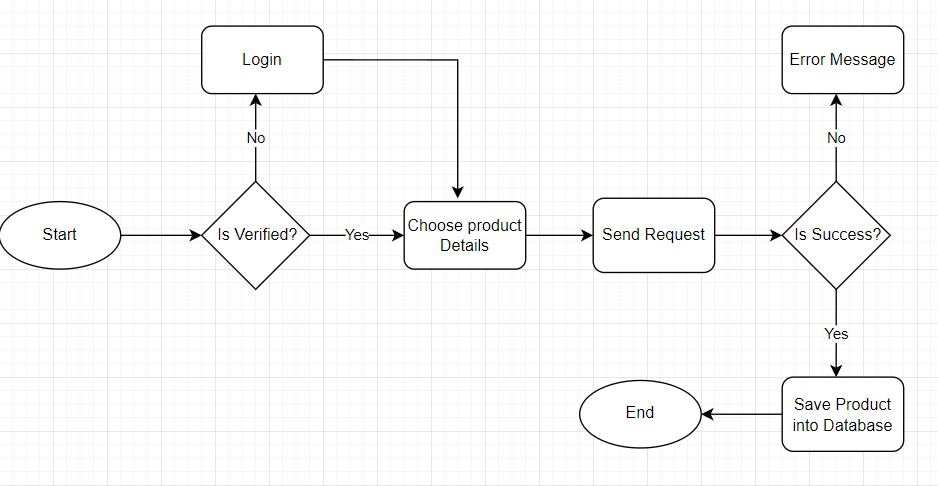 Login
Error Message
No
No
Start
Is Verified?
Yes
Choose product
Details
Send Request
Is Success?
Yes
End
Save Product
into Database